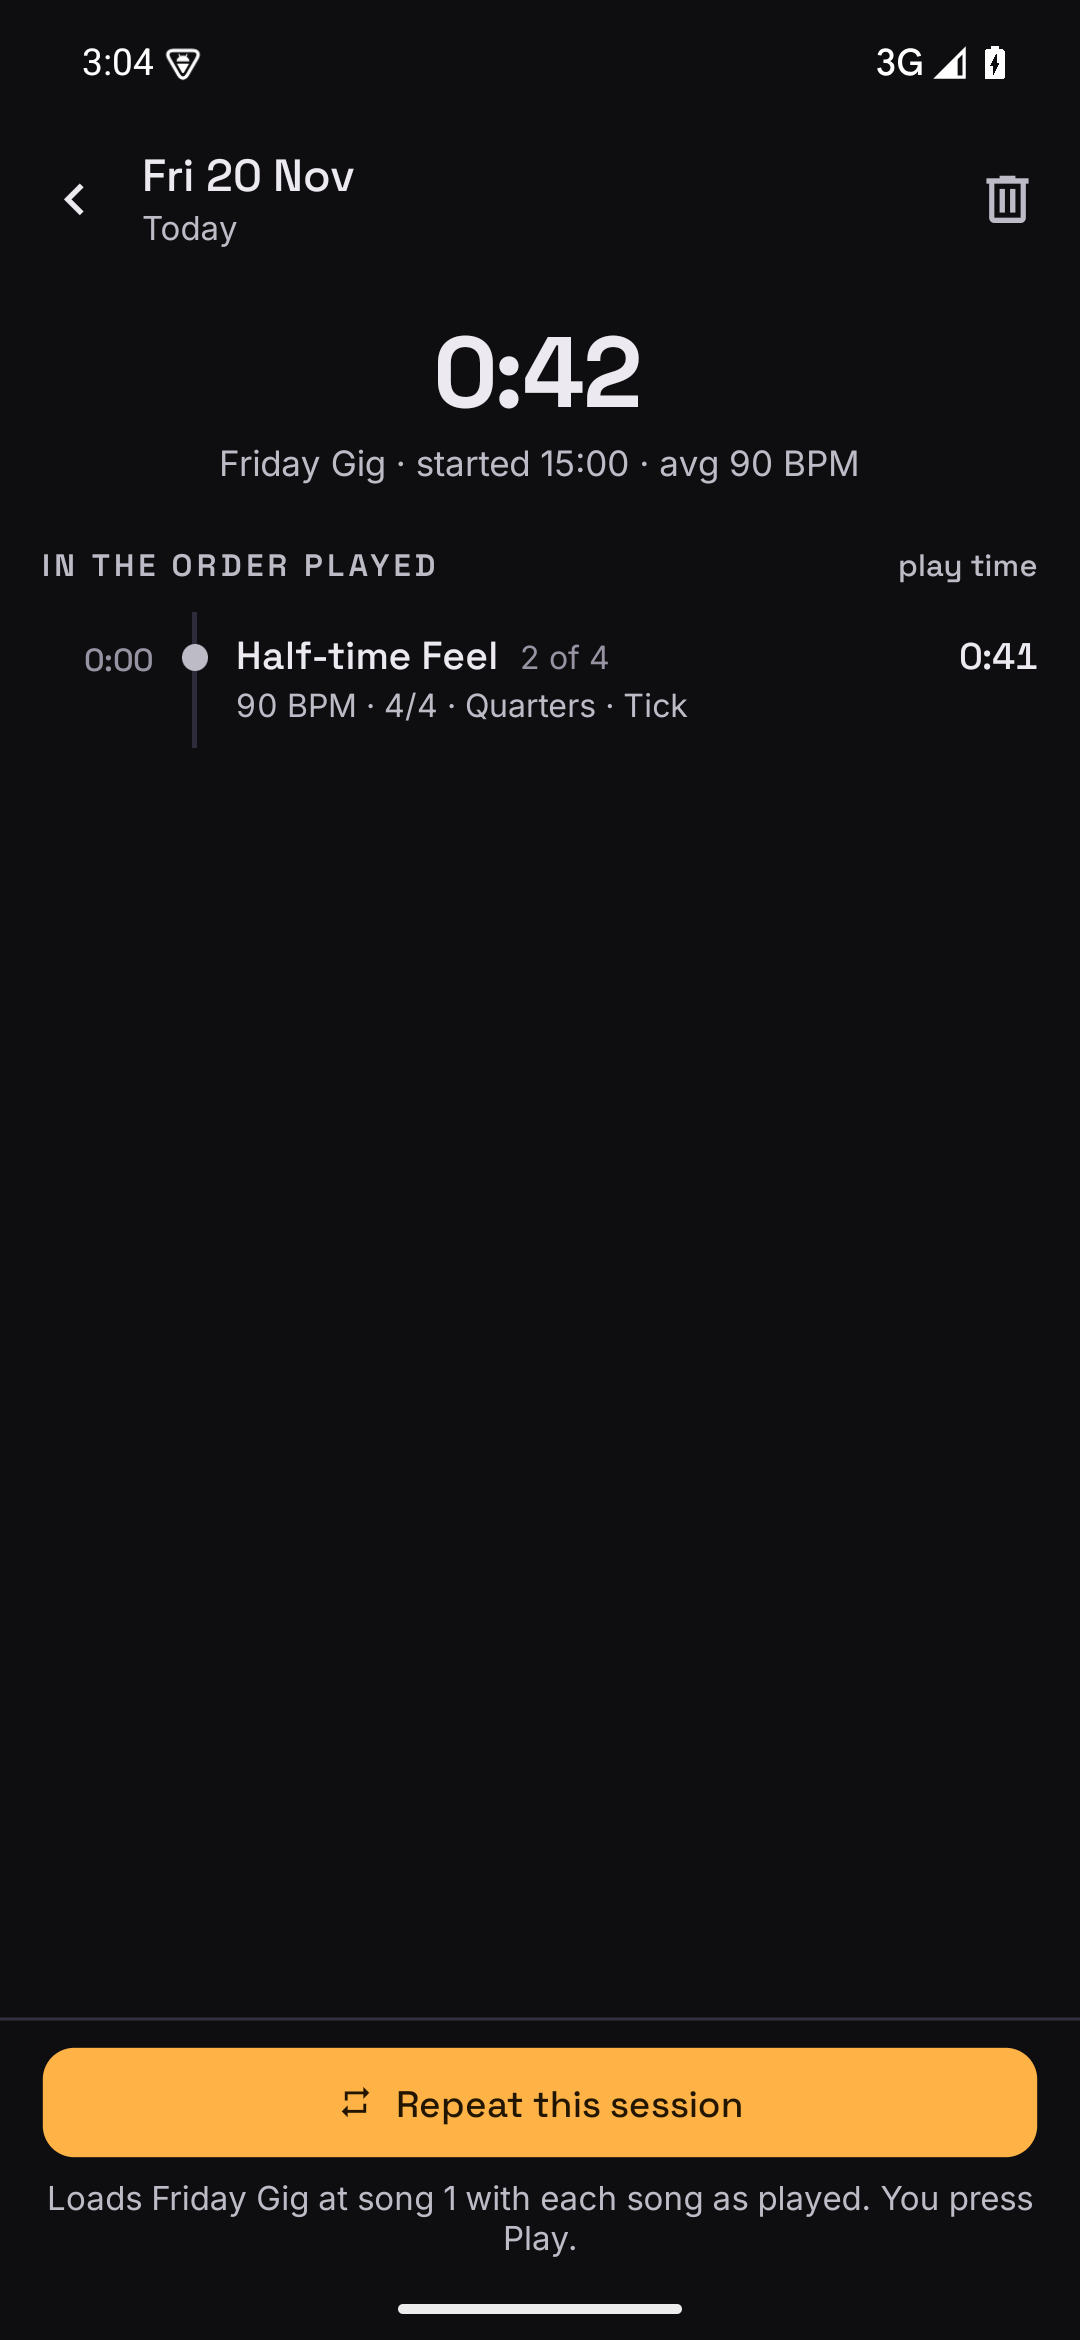 3:04
3G
Fri 20 Nov
Today
0:42
Friday Gig · started 15:00 · avg 90 BPM
IN THE ORDER PLAYED
play time
0:00
Half-time Feel 2 of 4
0:41
90 BPM · 4/4 · Quarters · Tick
Repeat this session
Loads Friday Gig at song 1 with each song as played. You press
Play.